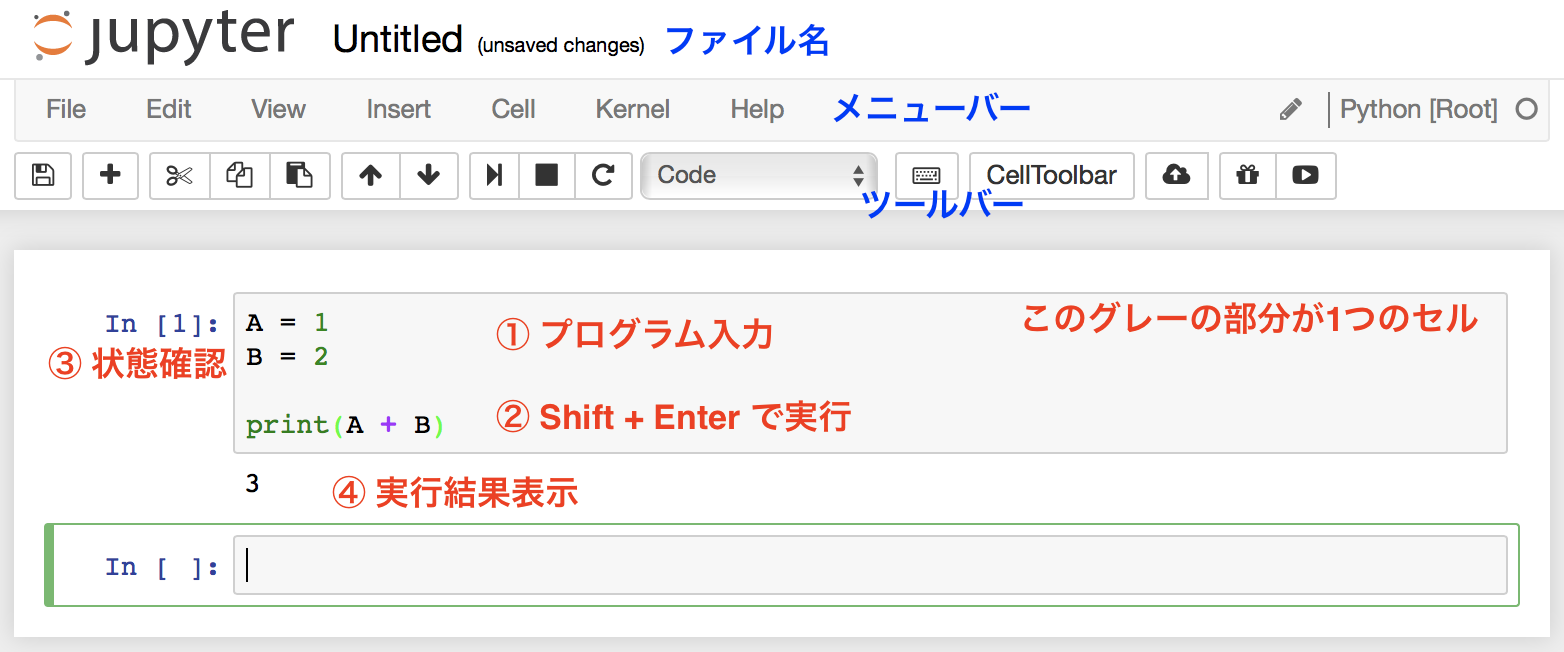 jupyter Untitled (unsaved changes) ファイル名
File Edit View Insert Cell Kernel Help メニューバー Python [Root]
Code CellToolbar
ツールバー
In [1]: A = 1 ① プログラム入力 このグレーの部分が1つのセル
③ 状態確認 B = 2
print(A + B) ② Shift + Enter で実行
3 ④ 実行結果表示
In [ ]: